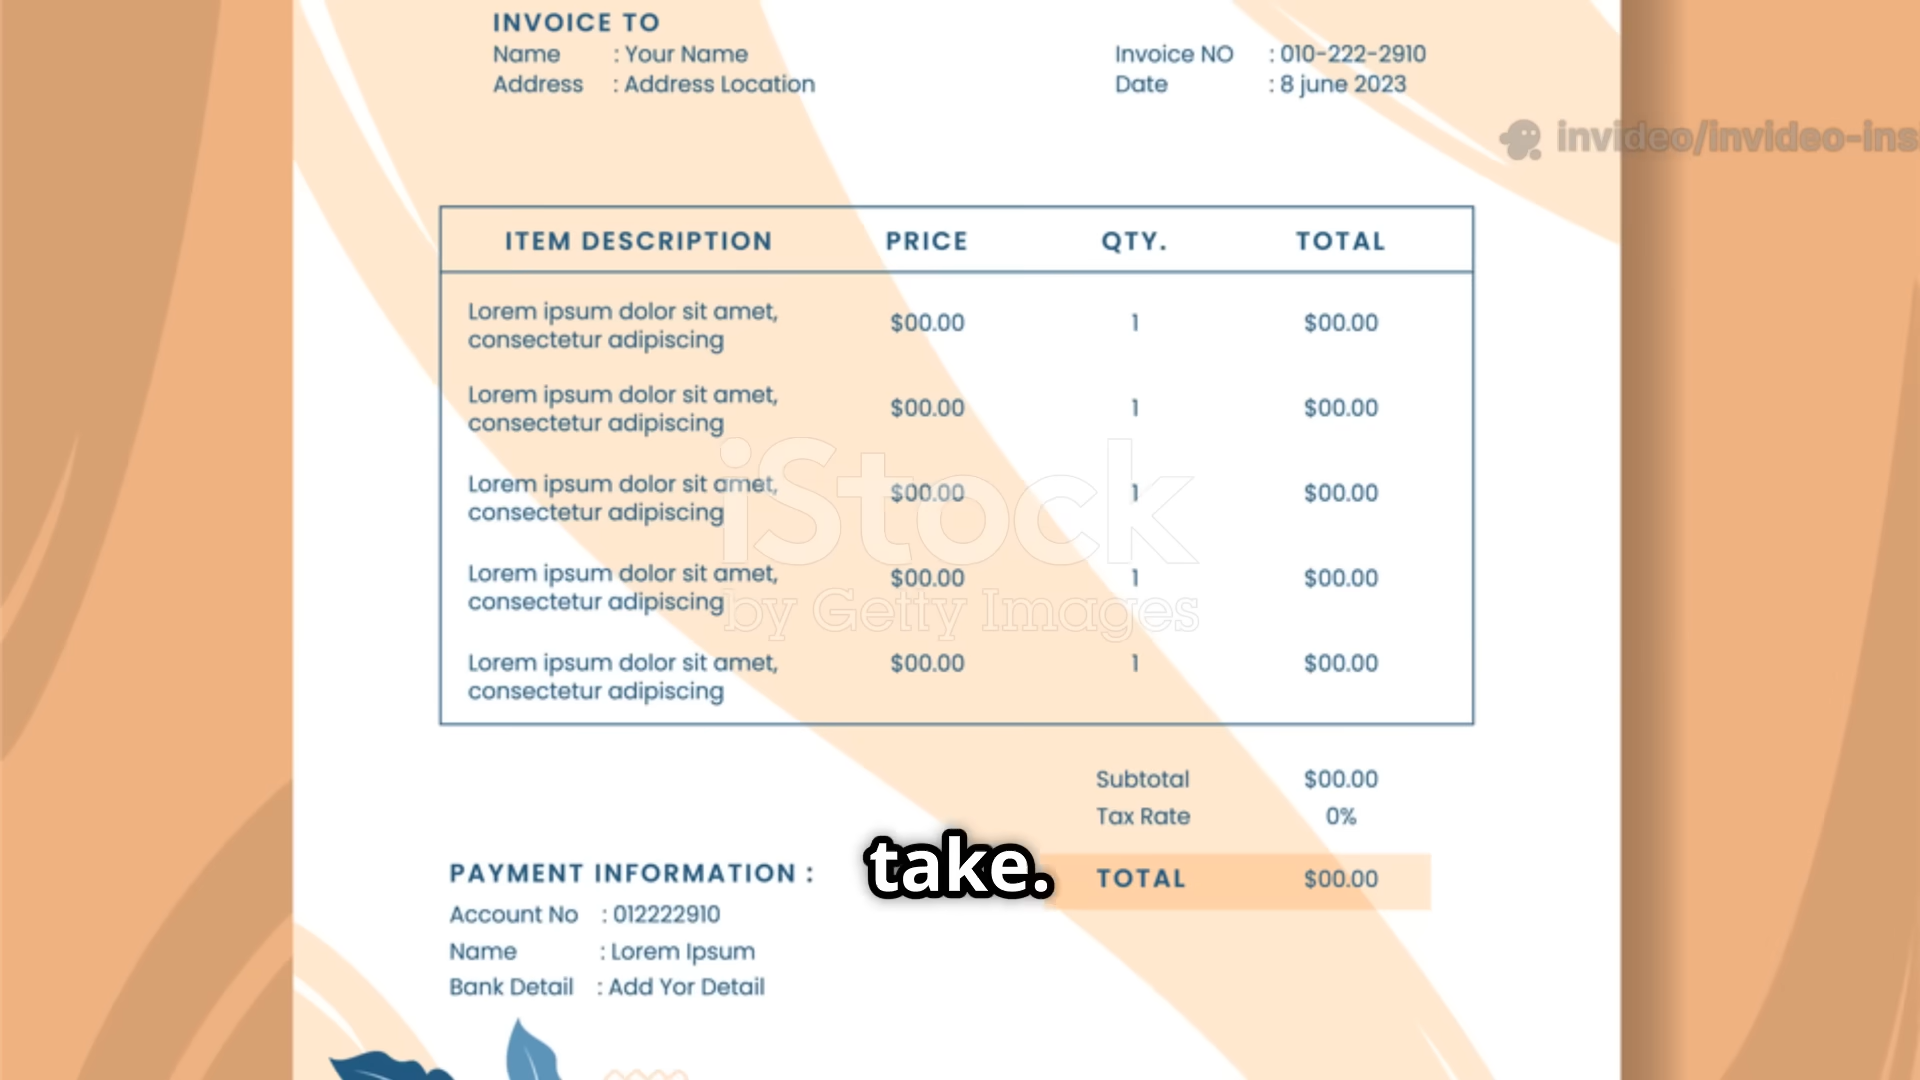 INVOICE TO
Name : Your Name
Address : Address Location
Invoice NO : 010-222-2910
Date : 8 june 2023
invideo/invideo-ins
ITEM DESCRIPTION PRICE QTY. TOTAL
Lorem ipsum dolor sit amet,
consectetur adipiscing
$00.00 1 $00.00
Lorem ipsum dolor sit amet,
consectetur adipiscing
$00.00 1 $00.00
Lorem ipsum dolor sit amet,
consectetur adipiscing
$00.00 1 $00.00
Lorem ipsum dolor sit amet,
consectetur adipiscing
$00.00 1 $00.00
Lorem ipsum dolor sit amet,
consectetur adipiscing
$00.00 1 $00.00
iStock
by Getty Images
Subtotal $00.00
Tax Rate 0%
TOTAL $00.00
take.
PAYMENT INFORMATION :
Account No : 012222910
Name : Lorem Ipsum
Bank Detail : Add Yor Detail